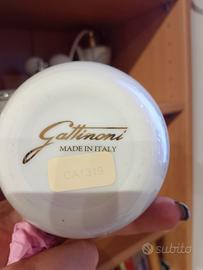 Gattinoni
MADE IN ITALY
CA1319
subito